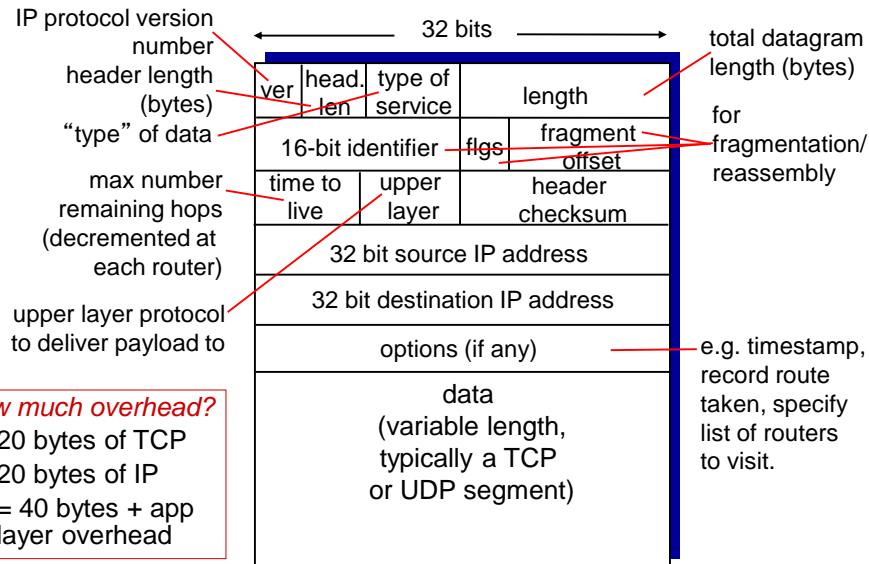 IP protocol version
number
header length
(bytes)
“type” of data
max number
remaining hops
(decremented at
each router)
upper layer protocol
to deliver payload to
32 bits
ver
head.
len
type of
service
length
16-bit identifier
flgs
fragment
offset
time to
live
upper
layer
header
checksum
32 bit source IP address
32 bit destination IP address
options (if any)
data
(variable length,
typically a TCP
or UDP segment)
total datagram
length (bytes)
for
fragmentation/
reassembly
e.g. timestamp,
record route
taken, specify
list of routers
to visit.
much overhead?
20 bytes of TCP
20 bytes of IP
= 40 bytes + app
layer overhead